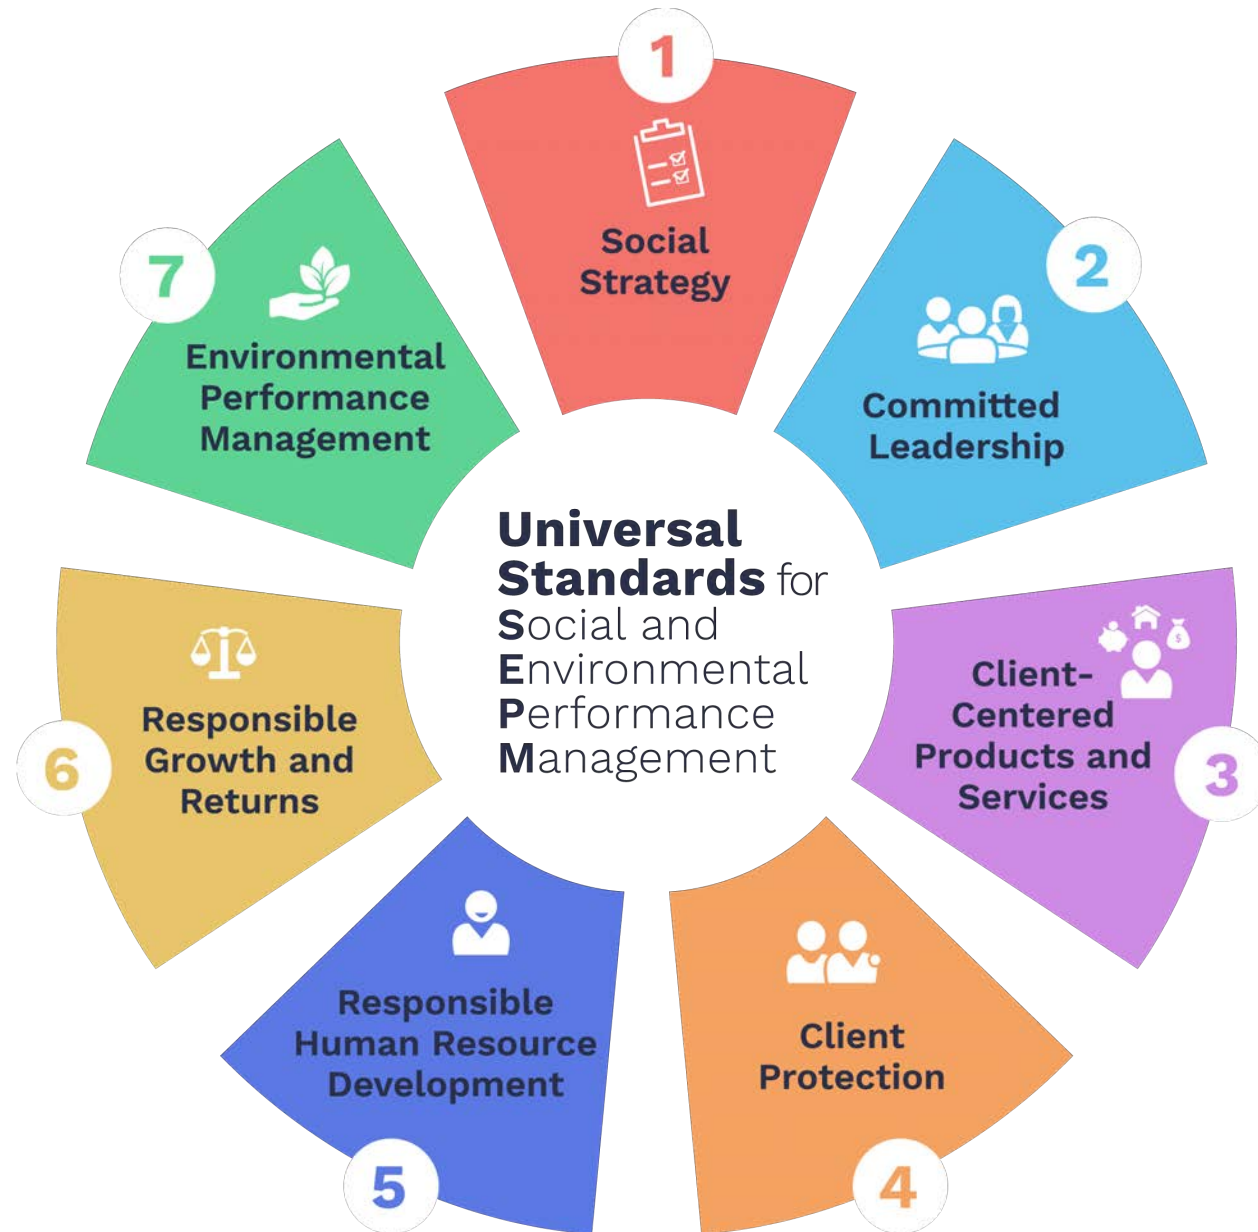 1
Social
Strategy
2
Committed
Leadership
3
Client-
Centered
Products and
Services
4
Client
Protection
5
Responsible
Human Resource
Development
6
Responsible
Growth and
Returns
7
Environmental
Performance
Management
Universal
Standards for
Social and
Environmental
Performance
Management
$